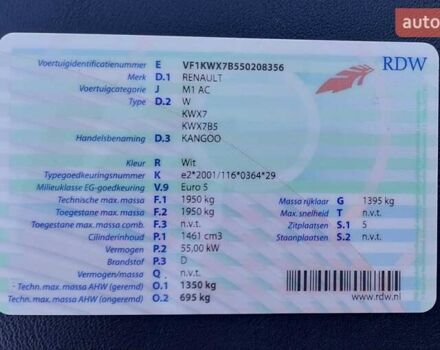 auto
RDW
Voertuigidentificatienummer E VF1KWX7B550208356
Merk D.1 RENAULT
Voertuigcategorie J M1 AC
Type D.2 W
KWX7
KWX7B5
Handelsbenaming D.3 KANGOO
Kleur R Wit
Typegoedkeuringsnummer K e2*2001/116*0364*29
Milieuklasse EG-goedkeuring V.9 Euro 5
Technische max. massa F.1 1950 kg
Toegestane max. massa F.2 1950 kg
Toegestane max. massa comb. F.3 n.v.t.
Cilinderinhoud P.1 1461 cm3
Vermogen P.2 55,00 kW
Brandstof P.3 D
Vermogen/massa Q n.v.t.
Techn. max. massa AHW (geremd) O.1 1350 kg
Techn. max. massa AHW (ongeremd) O.2 695 kg
Massa rijklaar G 1395 kg
Max. snelheid T n.v.t.
Zitplaatsen S.1 5
Staanplaatsen S.2 n.v.t.
www.rdw.nl